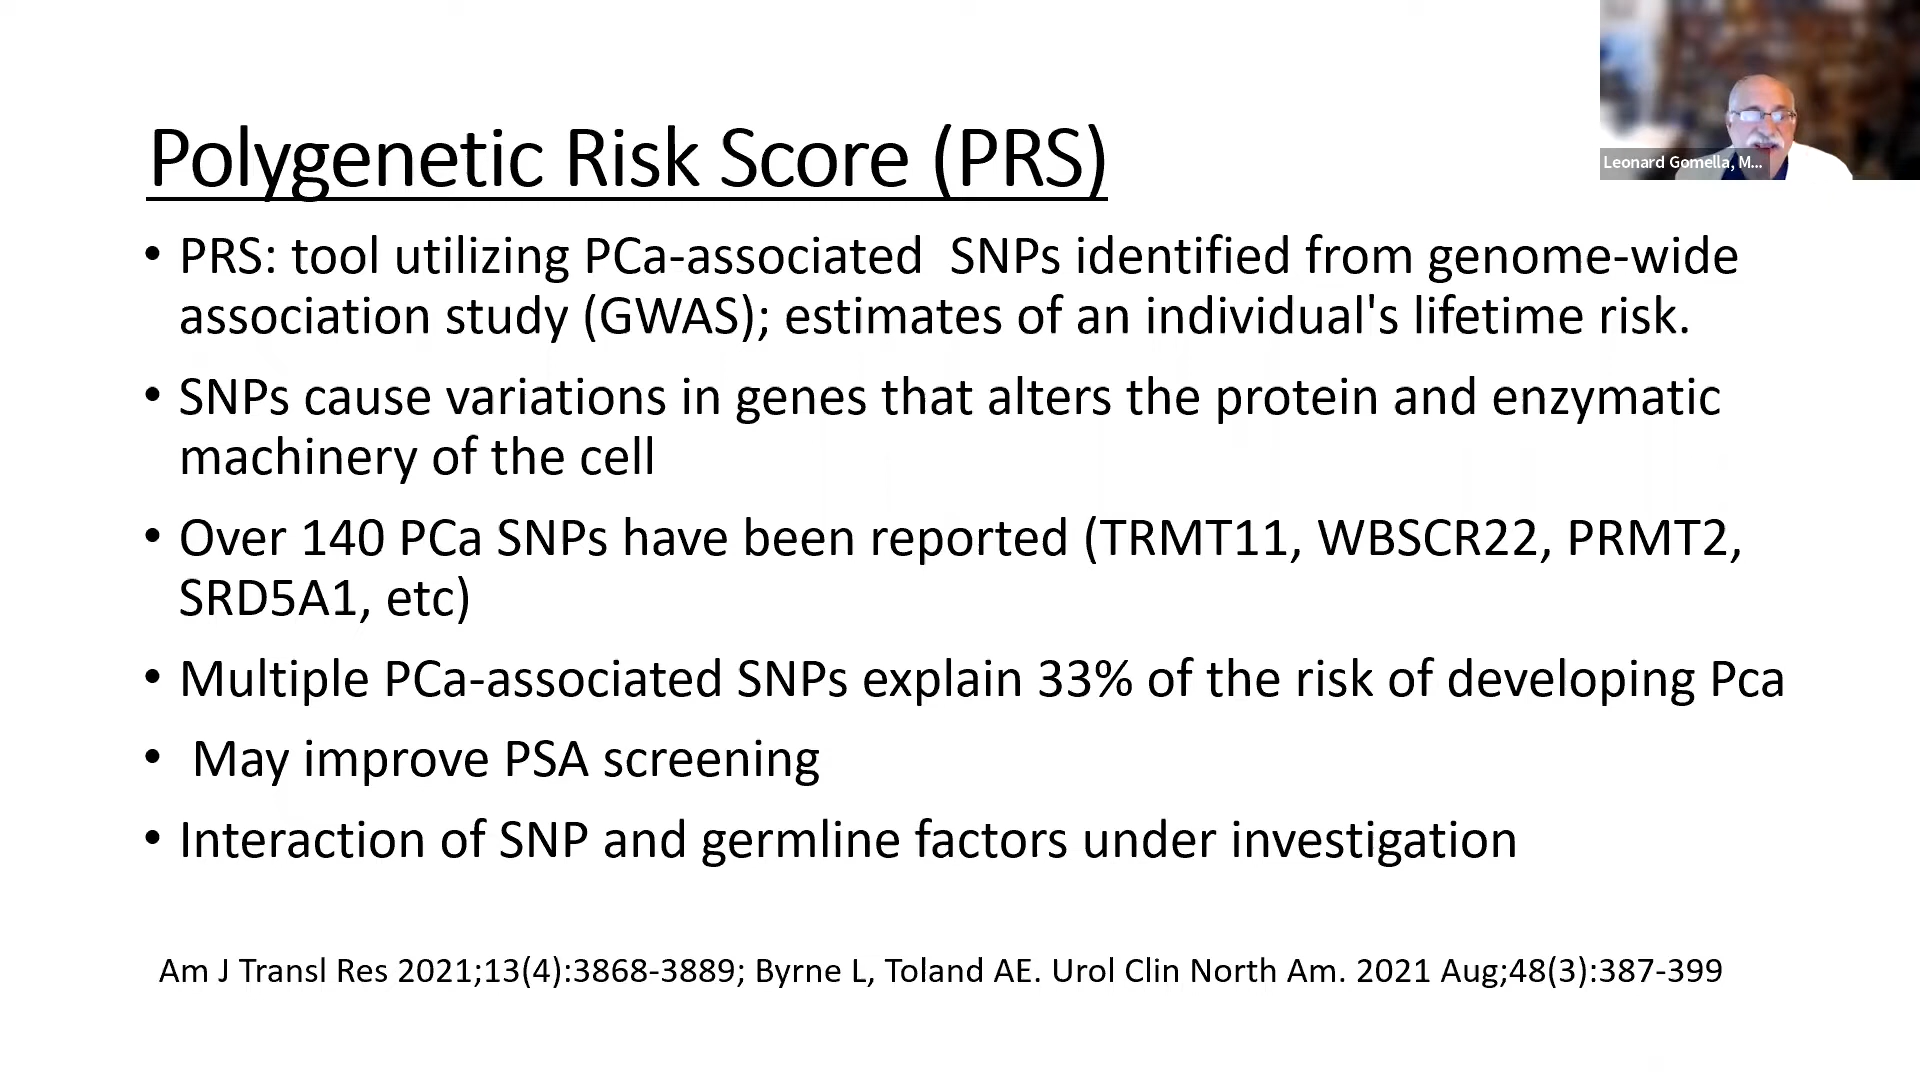 Leonard Gomella, M...
Polygenetic Risk Score (PRS)
• PRS: tool utilizing PCa-associated  SNPs identified from genome-wide
association study (GWAS); estimates of an individual's lifetime risk.
• SNPs cause variations in genes that alters the protein and enzymatic
machinery of the cell
• Over 140 PCa SNPs have been reported (TRMT11, WBSCR22, PRMT2,
SRD5A1, etc)
• Multiple PCa-associated SNPs explain 33% of the risk of developing Pca
•  May improve PSA screening
• Interaction of SNP and germline factors under investigation
Am J Transl Res 2021;13(4):3868-3889; Byrne L, Toland AE. Urol Clin North Am. 2021 Aug;48(3):387-399